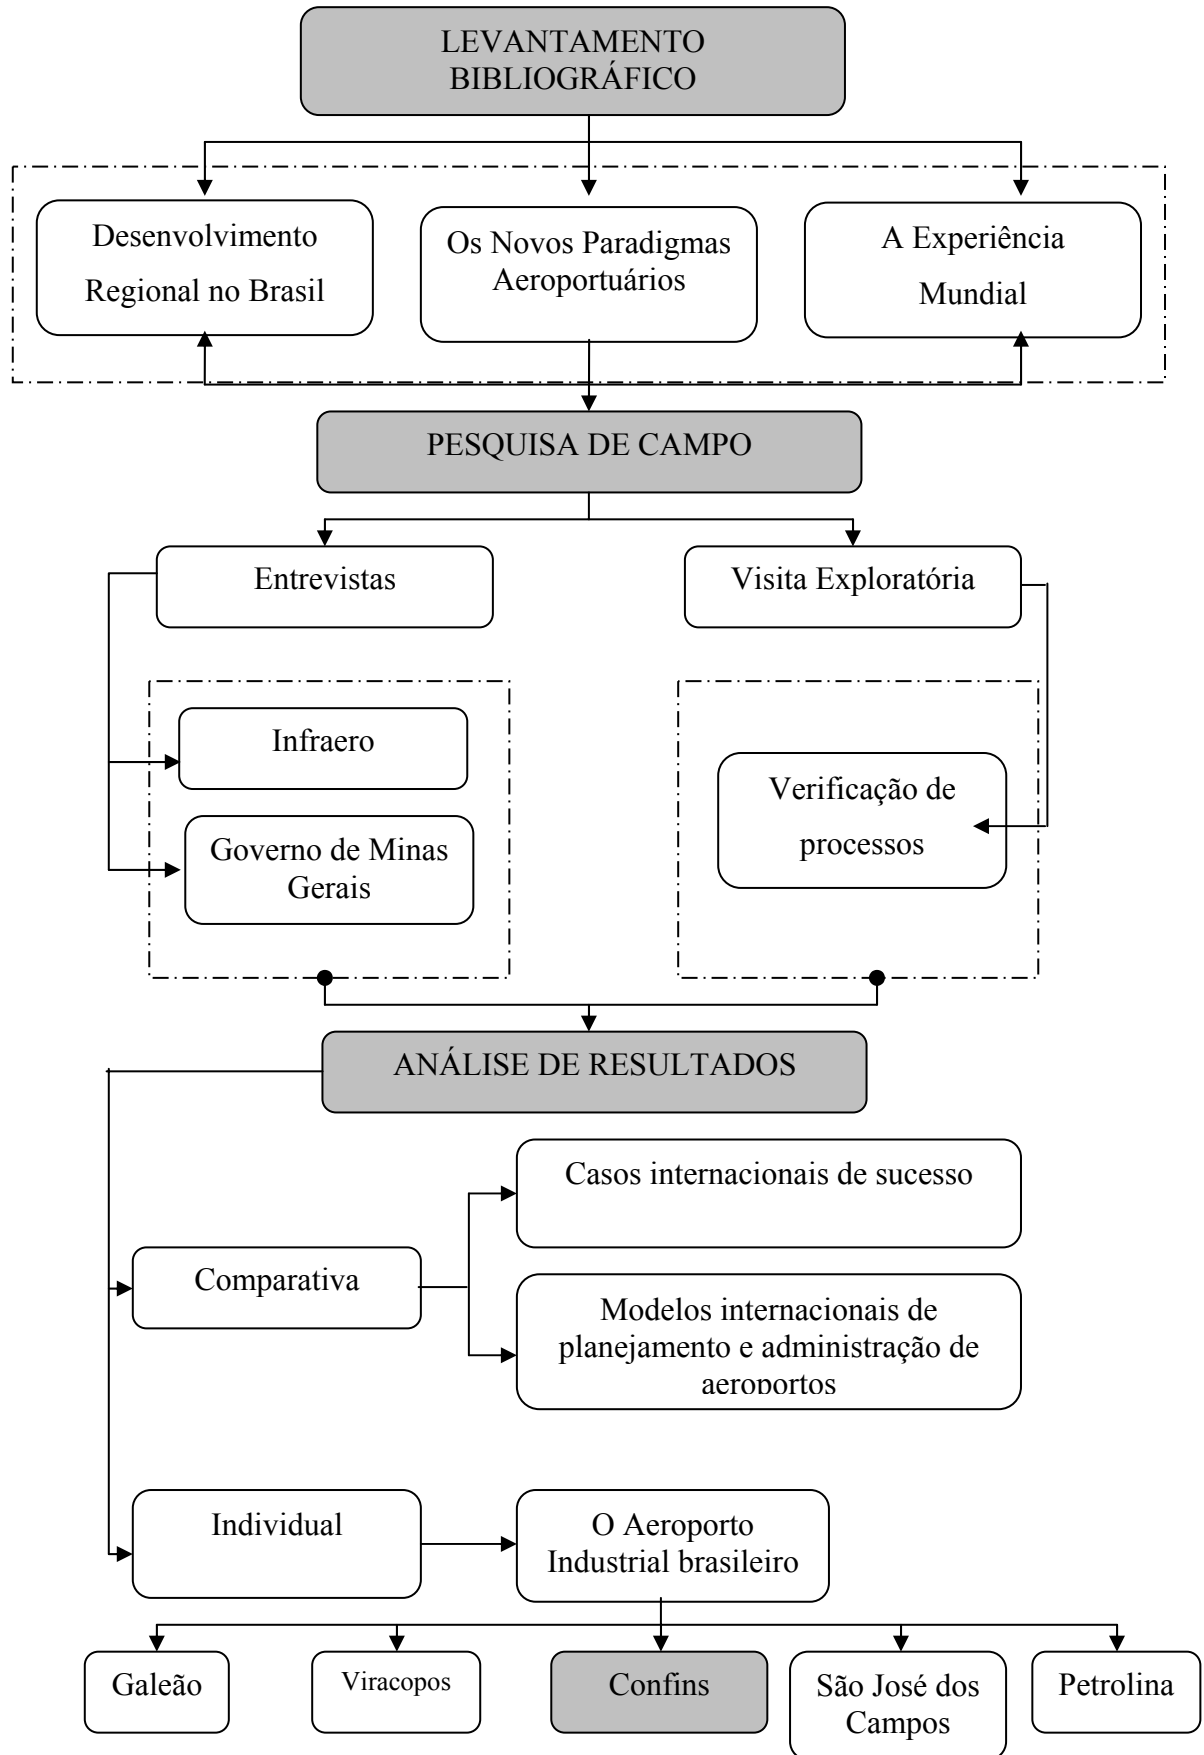 LEVANTAMENTO
BIBLIOGRÁFICO
Desenvolvimento
Regional no Brasil
Os Novos Paradigmas
Aeroportuários
A Experiência
Mundial
PESQUISA DE CAMPO
Entrevistas
Visita Exploratória
Infraero
Governo de Minas
Gerais
Verificação de
processos
ANÁLISE DE RESULTADOS
Casos internacionais de sucesso
Comparativa
Modelos internacionais de
planejamento e administração de
aeroportos
Individual
O Aeroporto
Industrial brasileiro
Galeão
Viracopos
Confins
São José dos
Campos
Petrolina